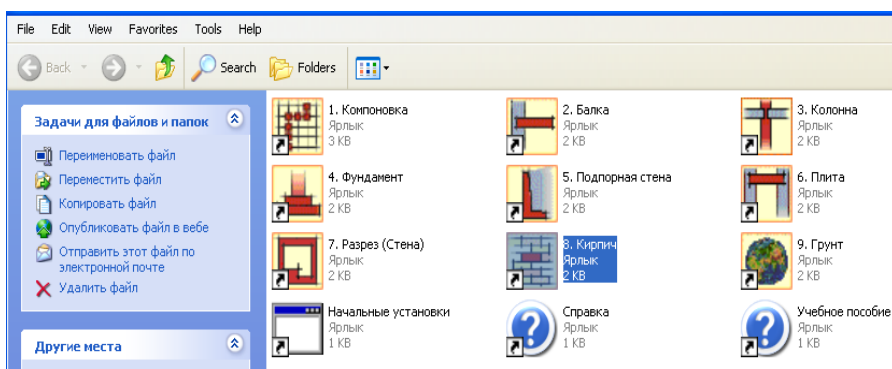 File Edit View Favorites Tools Help
Back Search Folders
Задачи для файлов и папок
Переименовать файл
Переместить файл
Копировать файл
Опубликовать файл в вебе
Отправить этот файл по
электронной почте
Удалить файл
Другие места
1. Компоновка
Ярлык
3 KB
2. Балка
Ярлык
2 KB
3. Колонна
Ярлык
2 KB
4. Фундамент
Ярлык
2 KB
5. Подпорная стена
Ярлык
2 KB
6. Плита
Ярлык
2 KB
7. Разрез (Стена)
Ярлык
2 KB
8. Кирпич
Ярлык
2 KB
9. Грунт
Ярлык
2 KB
Начальные установки
Ярлык
1 KB
Справка
Ярлык
1 KB
Учебное пособие
Ярлык
1 KB